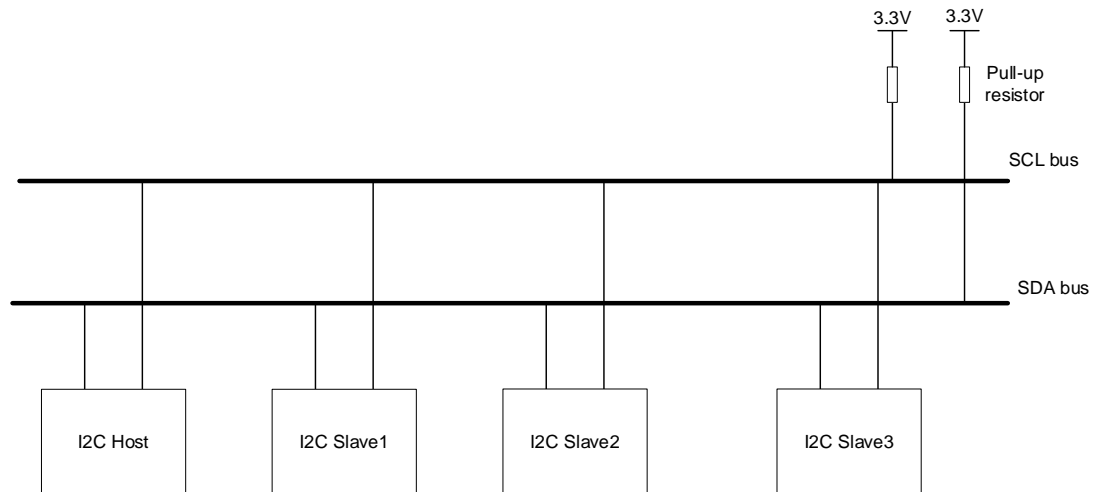 3.3V
3.3V
Pull-up
resistor
SCL bus
SDA bus
I2C Host
I2C Slave1
I2C Slave2
I2C Slave3